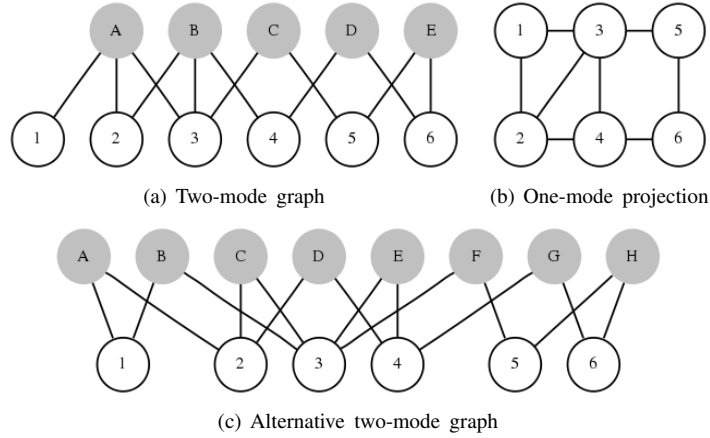 A B C D E
1 2 3 4 5 6
(a) Two-mode graph
1 3 5
2 4 6
(b) One-mode projection
A B C D E F G H
1 2 3 4 5 6
(c) Alternative two-mode graph